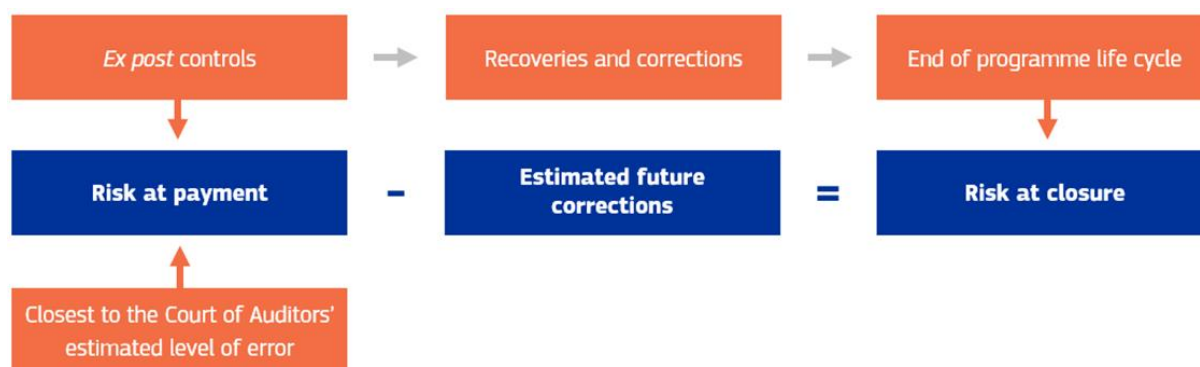 Ex post controls
Recoveries and corrections
End of programme life cycle
Risk at payment
-
Estimated future
corrections
=
Risk at closure
Closest to the Court of Auditors’
estimated level of error